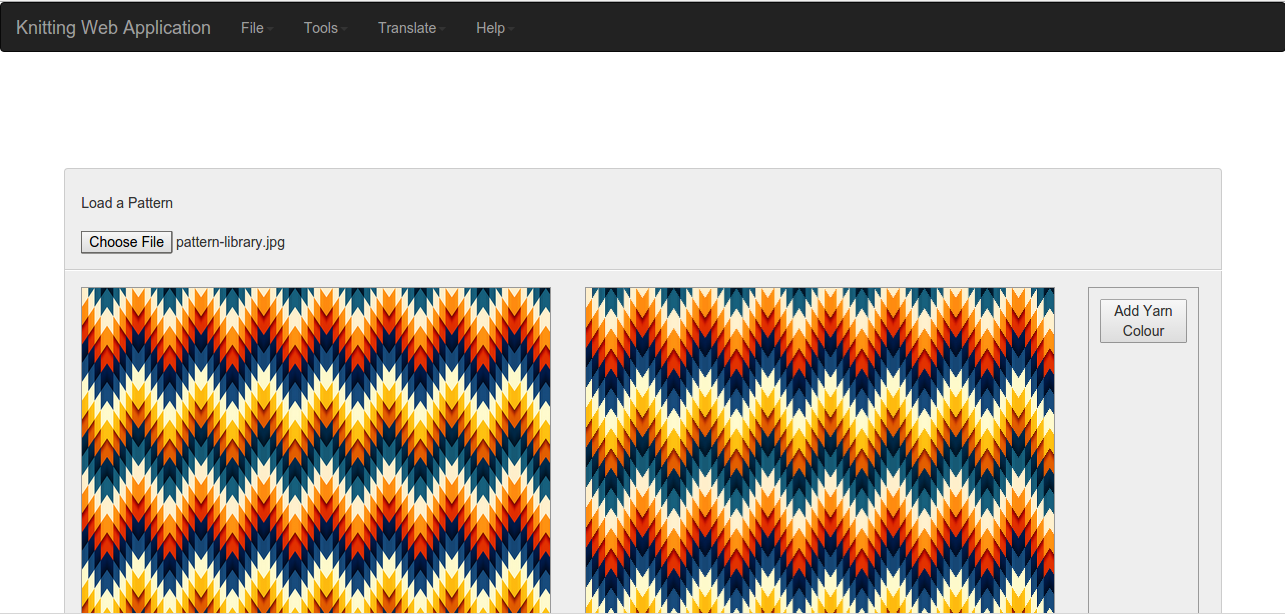 Knitting Web Application File Tools Translate Help
Load a Pattern
Choose File pattern-library.jpg
Add Yarn
Colour